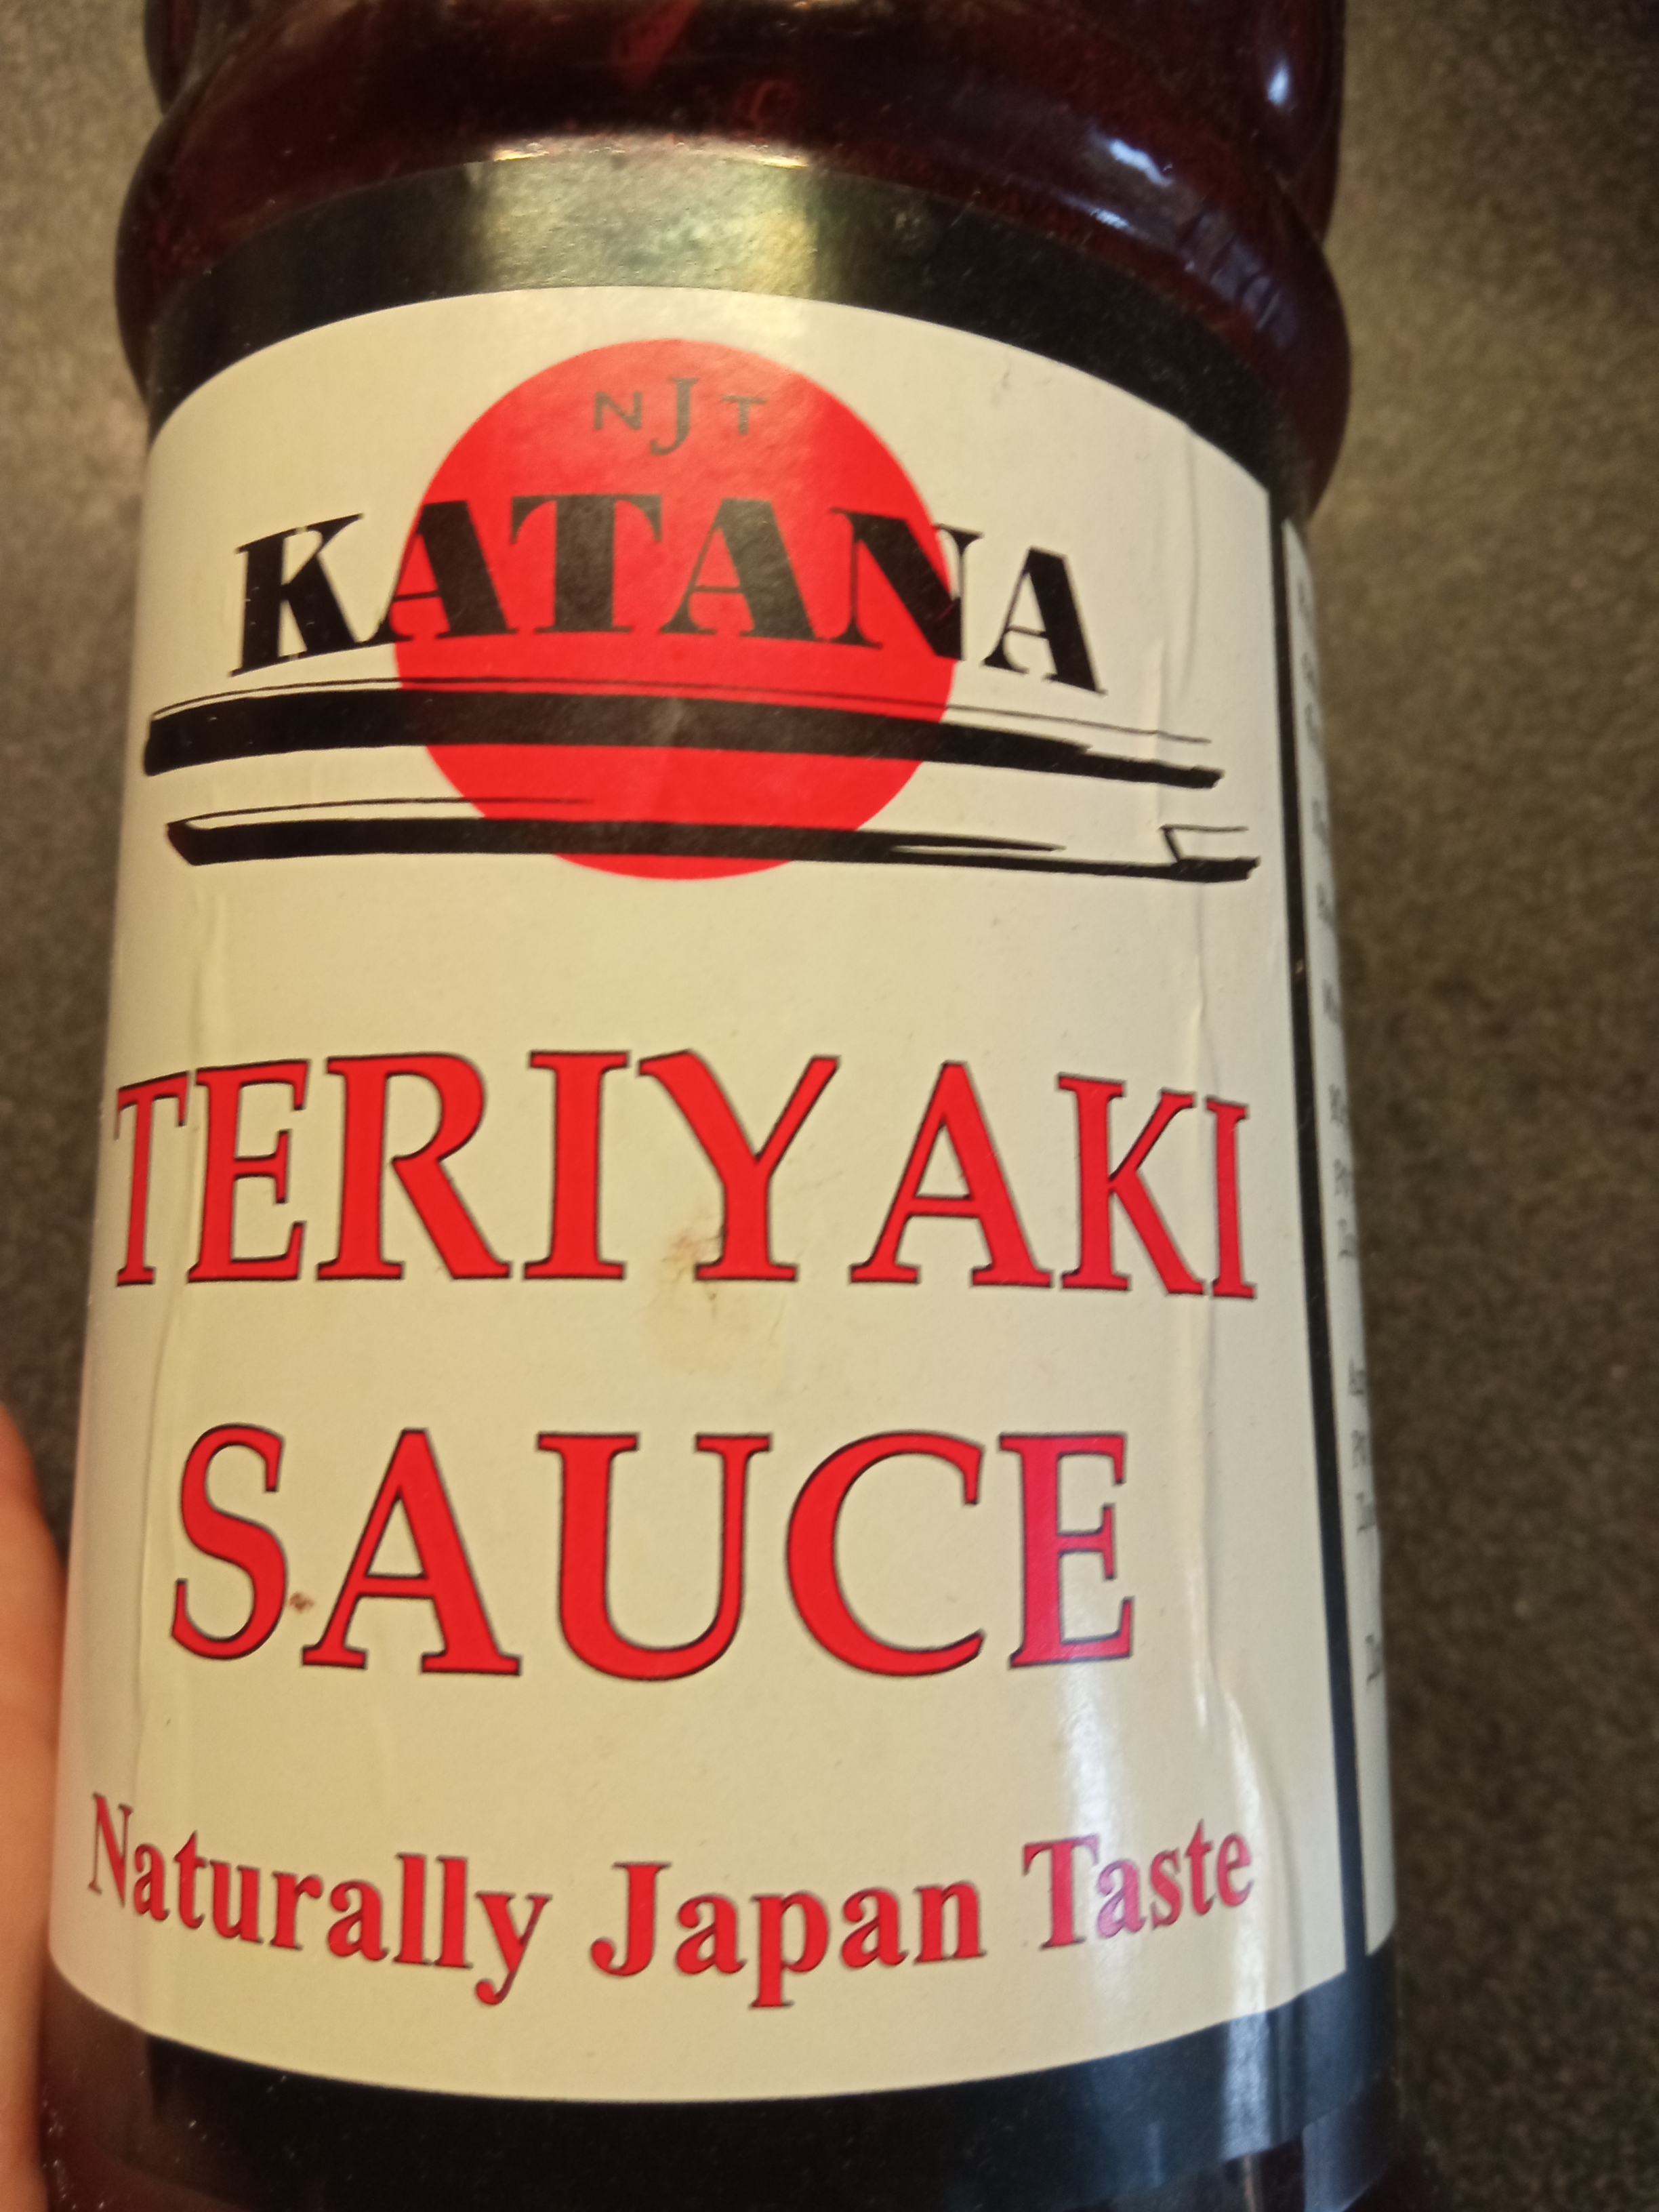 NJT
KATANA
TERIYAKI
SAUCE
Naturally Japan Taste